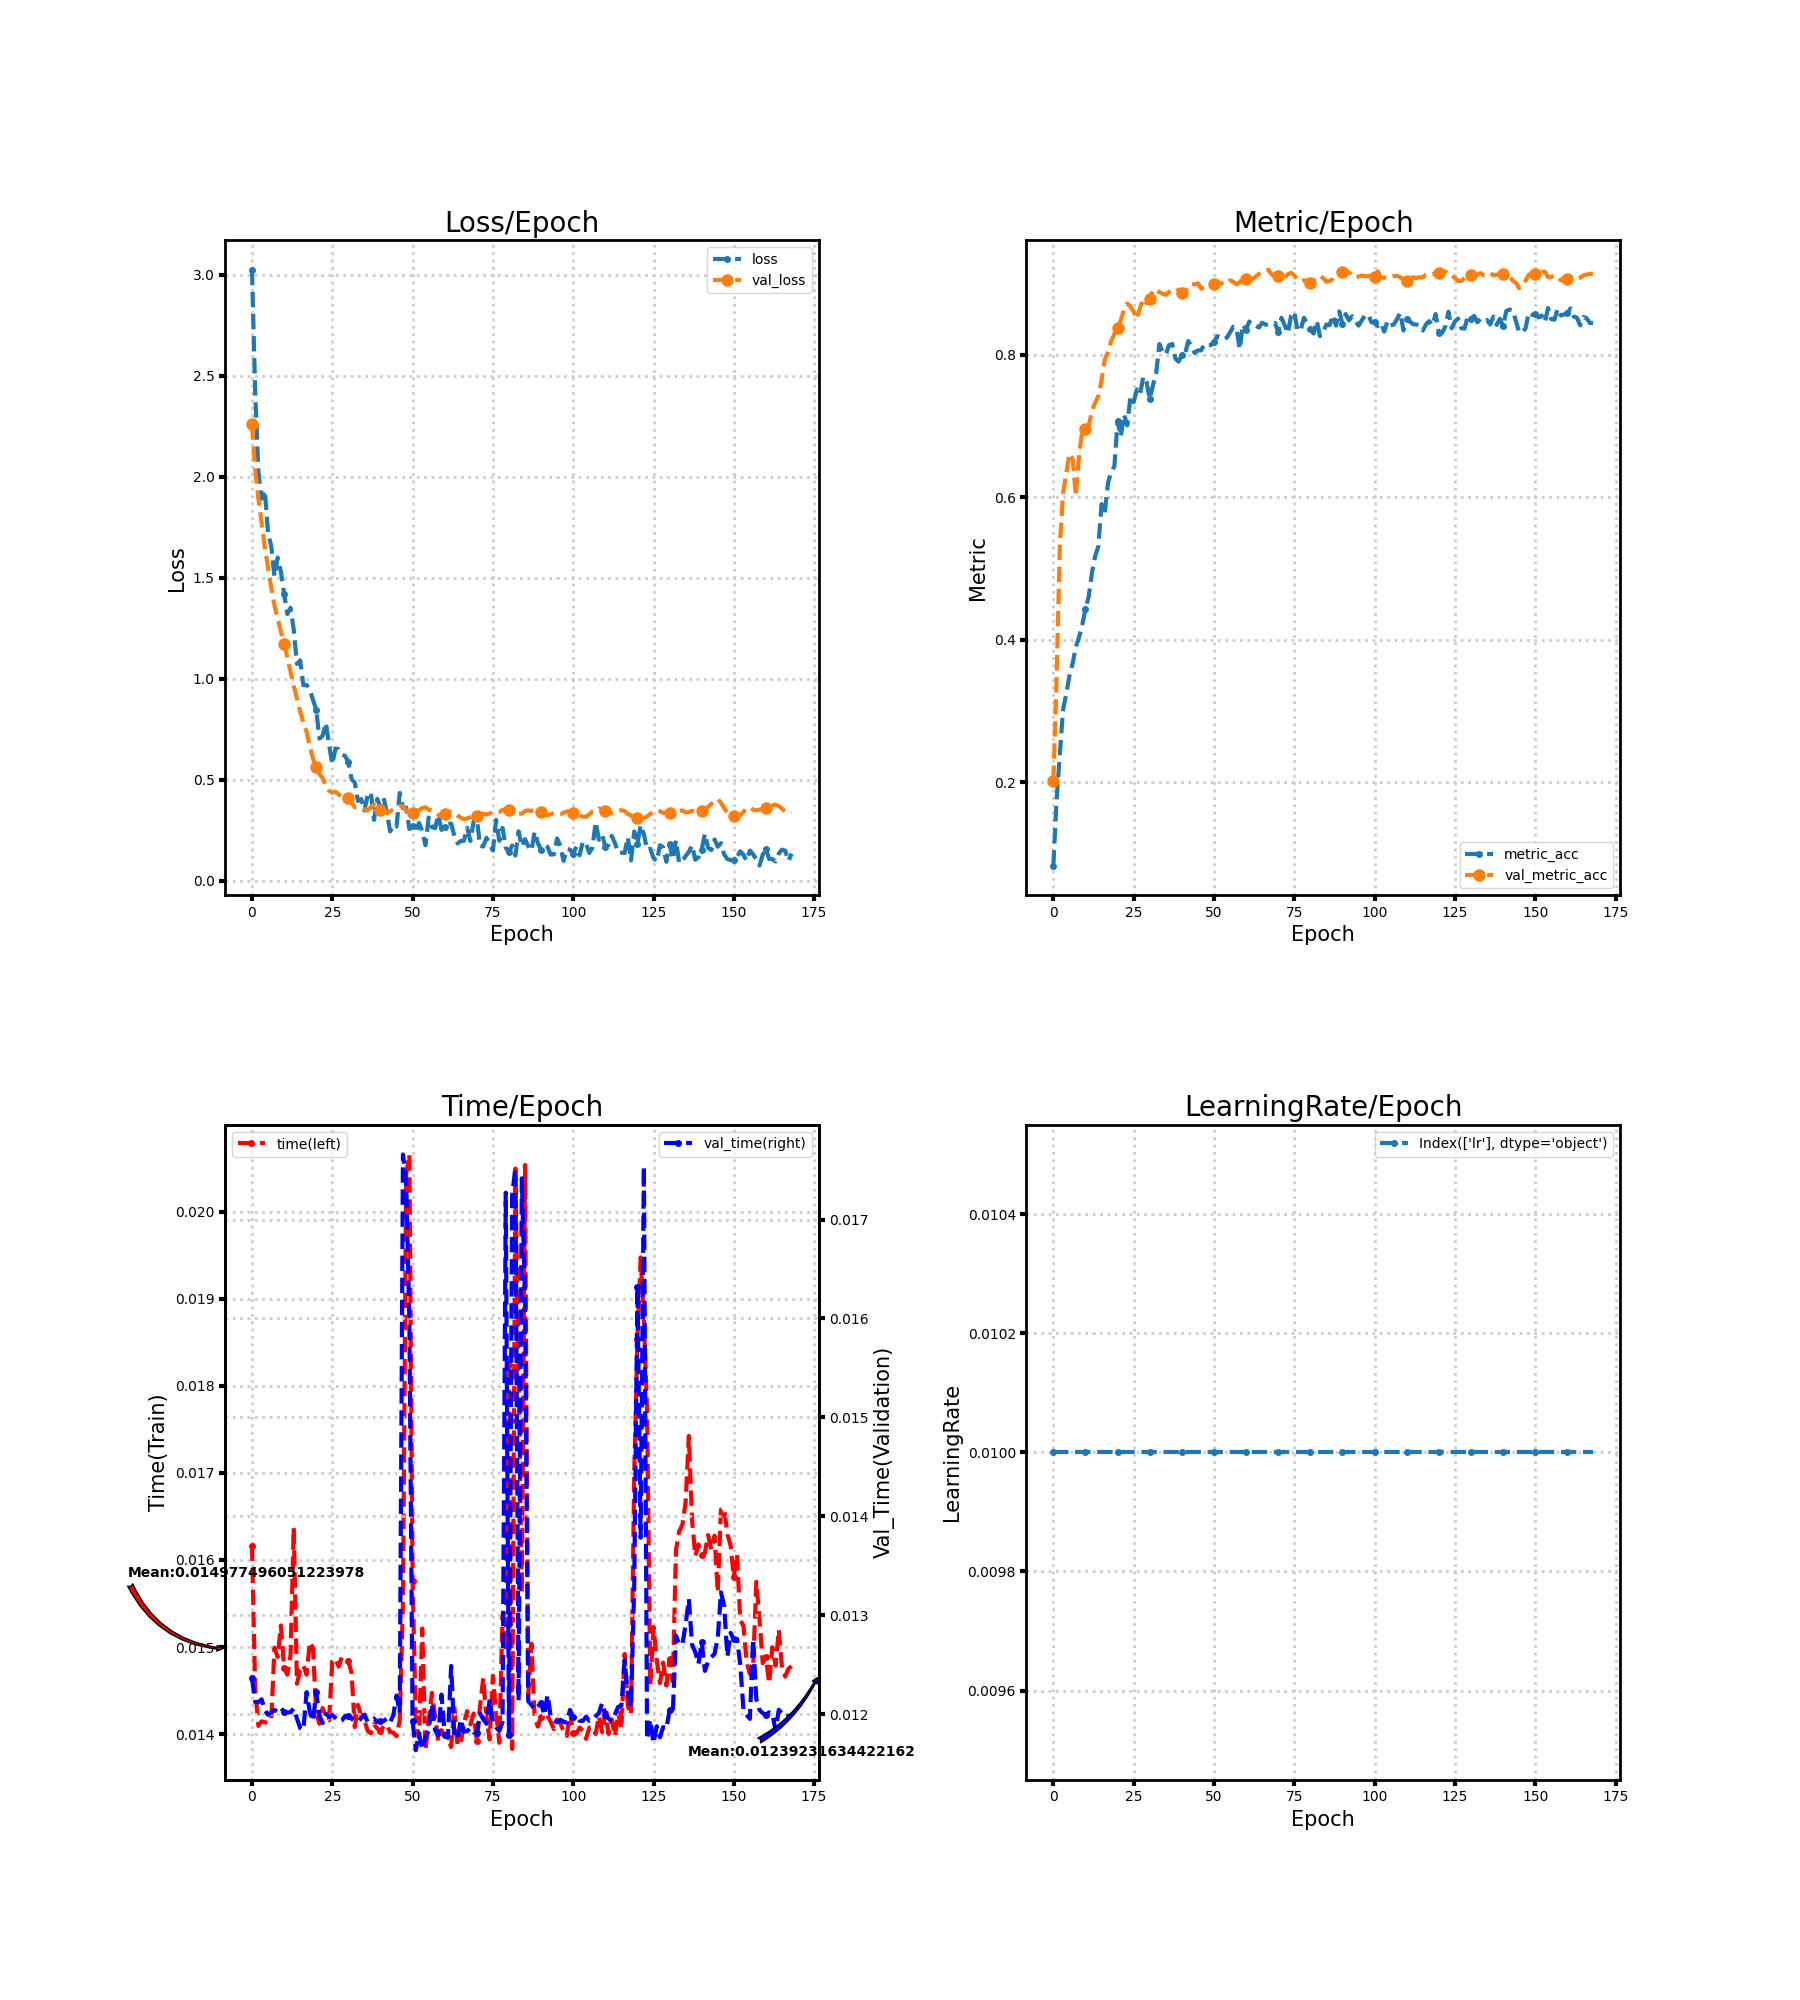 Loss/Epoch
3.0
2.5
2.0
1.5
1.0
0.5
0.0
Loss
loss
val_loss
0 25 50 75 100 125 150 175
Epoch
Metric/Epoch
0.8
0.6
0.4
0.2
Metric
metric_acc
val_metric_acc
0 25 50 75 100 125 150 175
Epoch
Time/Epoch
time(left)
val_time(right)
0.020
0.019
0.018
0.017
0.016
0.015
0.014
Time(Train)
Mean:0.014977496051223978
0.017
0.016
0.015
0.014
0.013
0.012
Val_Time(Validation)
Mean:0.01239231634422162
0 25 50 75 100 125 150 175
Epoch
LearningRate/Epoch
Index(['lr'], dtype='object')
0.0104
0.0102
0.0100
0.0098
0.0096
LearningRate
0 25 50 75 100 125 150 175
Epoch